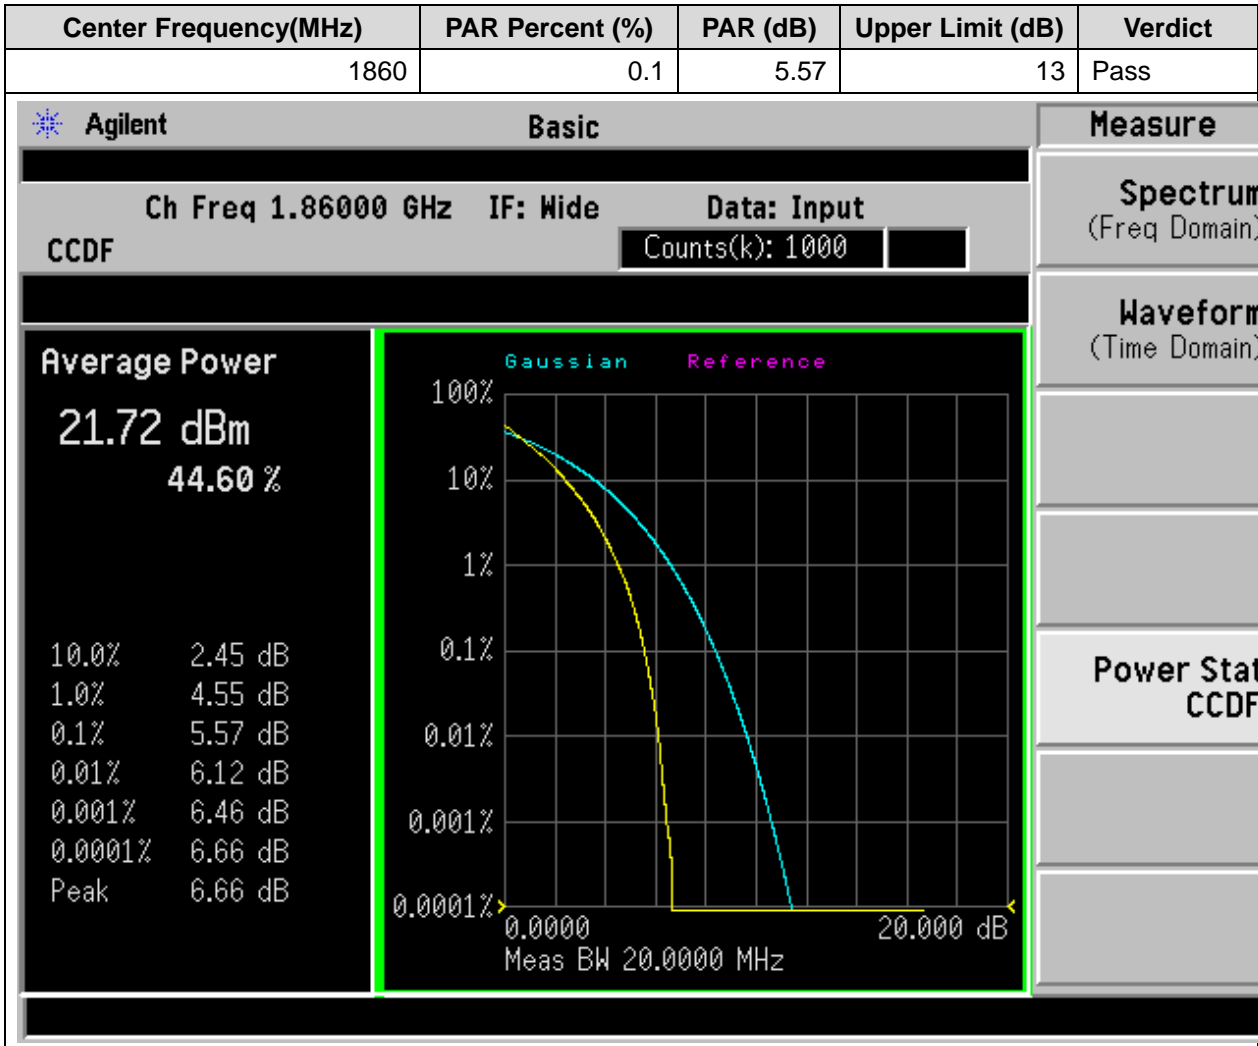 Center Frequency(MHz) PAR Percent (%) PAR (dB) Upper Limit (dB) Verdict
1860 0.1 5.57 13 Pass
Agilent Basic Measure
Ch Freq 1.86000 GHz IF: Wide Data: Input
CCDF Counts(k): 1000
Spectrum
(Freq Domain)
Waveform
(Time Domain)
Power Stat
CCDF
Average Power
21.72 dBm
44.60 %
10.0% 2.45 dB
1.0% 4.55 dB
0.1% 5.57 dB
0.01% 6.12 dB
0.001% 6.46 dB
0.0001% 6.66 dB
Peak 6.66 dB
Gaussian Reference
100%
10%
1%
0.1%
0.01%
0.001%
0.0001%
0.0000 20.000 dB
Meas BW 20.0000 MHz